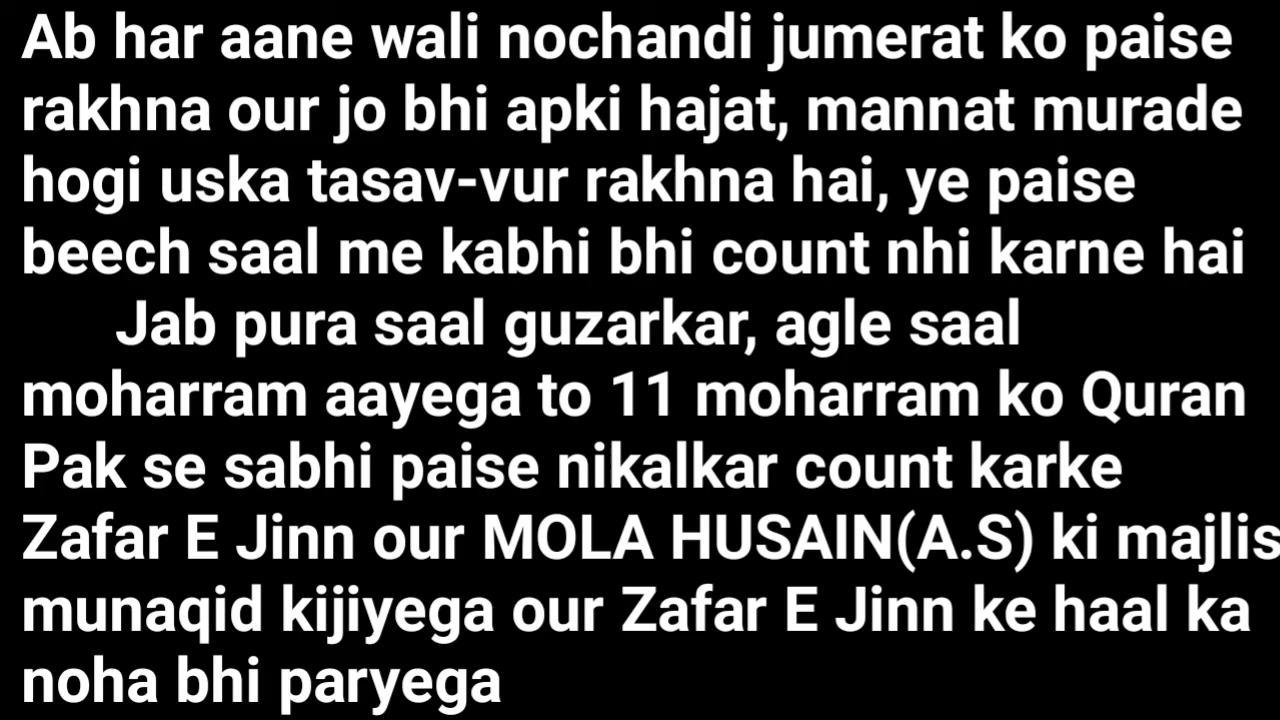 Ab har aane wali nochandi jumerat ko paise
rakhna our jo bhi apki hajat, mannat murade
hogi uska tasav-vur rakhna hai, ye paise
beech saal me kabhi bhi count nhi karne hai
Jab pura saal guzarkar, agle saal
moharram aayega to 11 moharram ko Quran
Pak se sabhi paise nikalkar count karke
Zafar E Jinn our MOLA HUSAIN(A.S) ki majlis
munaqid kijiyega our Zafar E Jinn ke haal ka
noha bhi paryega